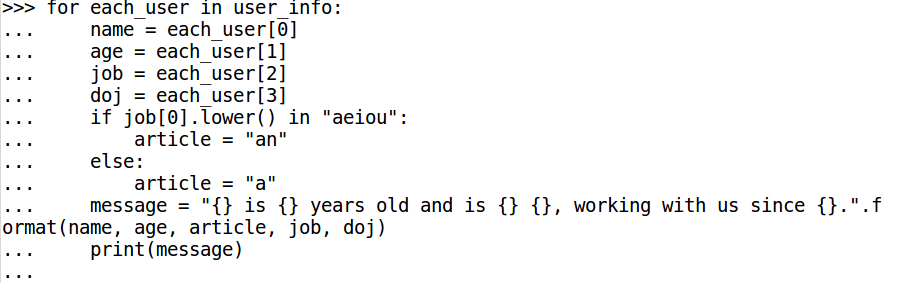 >>> for each_user in user_info:
...     name = each_user[0]
...     age = each_user[1]
...     job = each_user[2]
...     doj = each_user[3]
...     if job[0].lower() in "aeiou":
...         article = "an"
...     else:
...         article = "a"
...     message = "{} is {} years old and is {} {}, working with us since {}.".f
ormat(name, age, article, job, doj)
...     print(message)
...